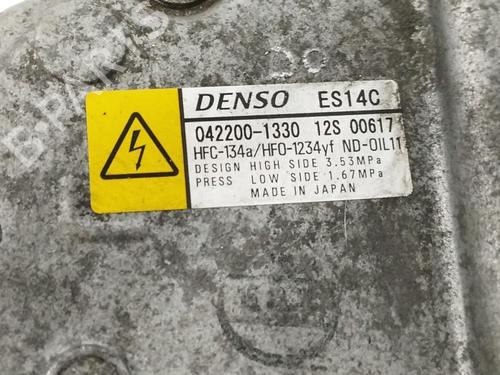 DENSO ES14C
042200-1330 12S 00617
HFC-134a/HFO-1234yf ND-OIL11
DESIGN HIGH SIDE 3.53MPa
PRESS LOW SIDE 1.67MPa
MADE IN JAPAN